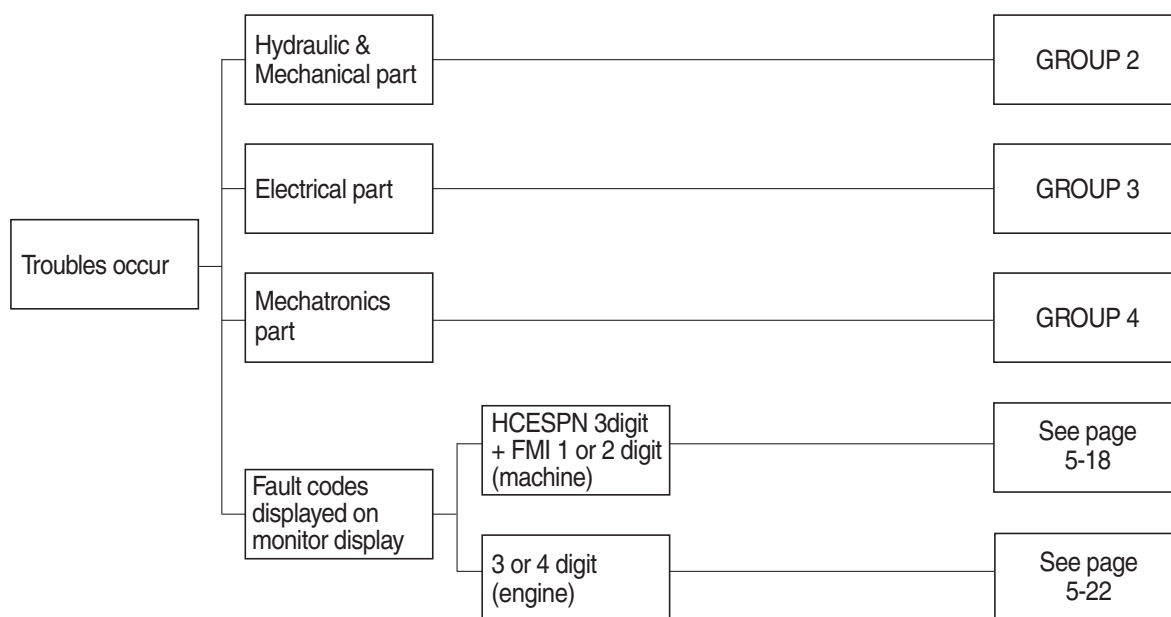 Hydraulic &
Mechanical part
GROUP 2
Electrical part
GROUP 3
Troubles occur
Mechatronics
part
GROUP 4
HCESPN 3digit
+ FMI 1 or 2 digit
(machine)
See page
5-18
Fault codes
displayed on
monitor display
3 or 4 digit
(engine)
See page
5-22